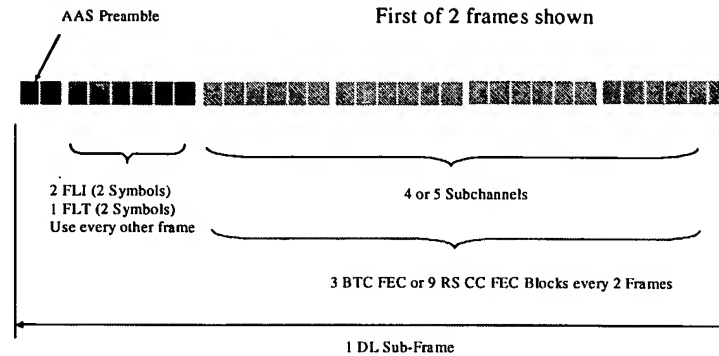 AAS Preamble
First of 2 frames shown
2 FLI (2 Symbols)
1 FLT (2 Symbols)
Use every other frame
4 or 5 Subchannels
3 BTC FEC or 9 RS CC FEC Blocks every 2 Frames
1 DL Sub-Frame